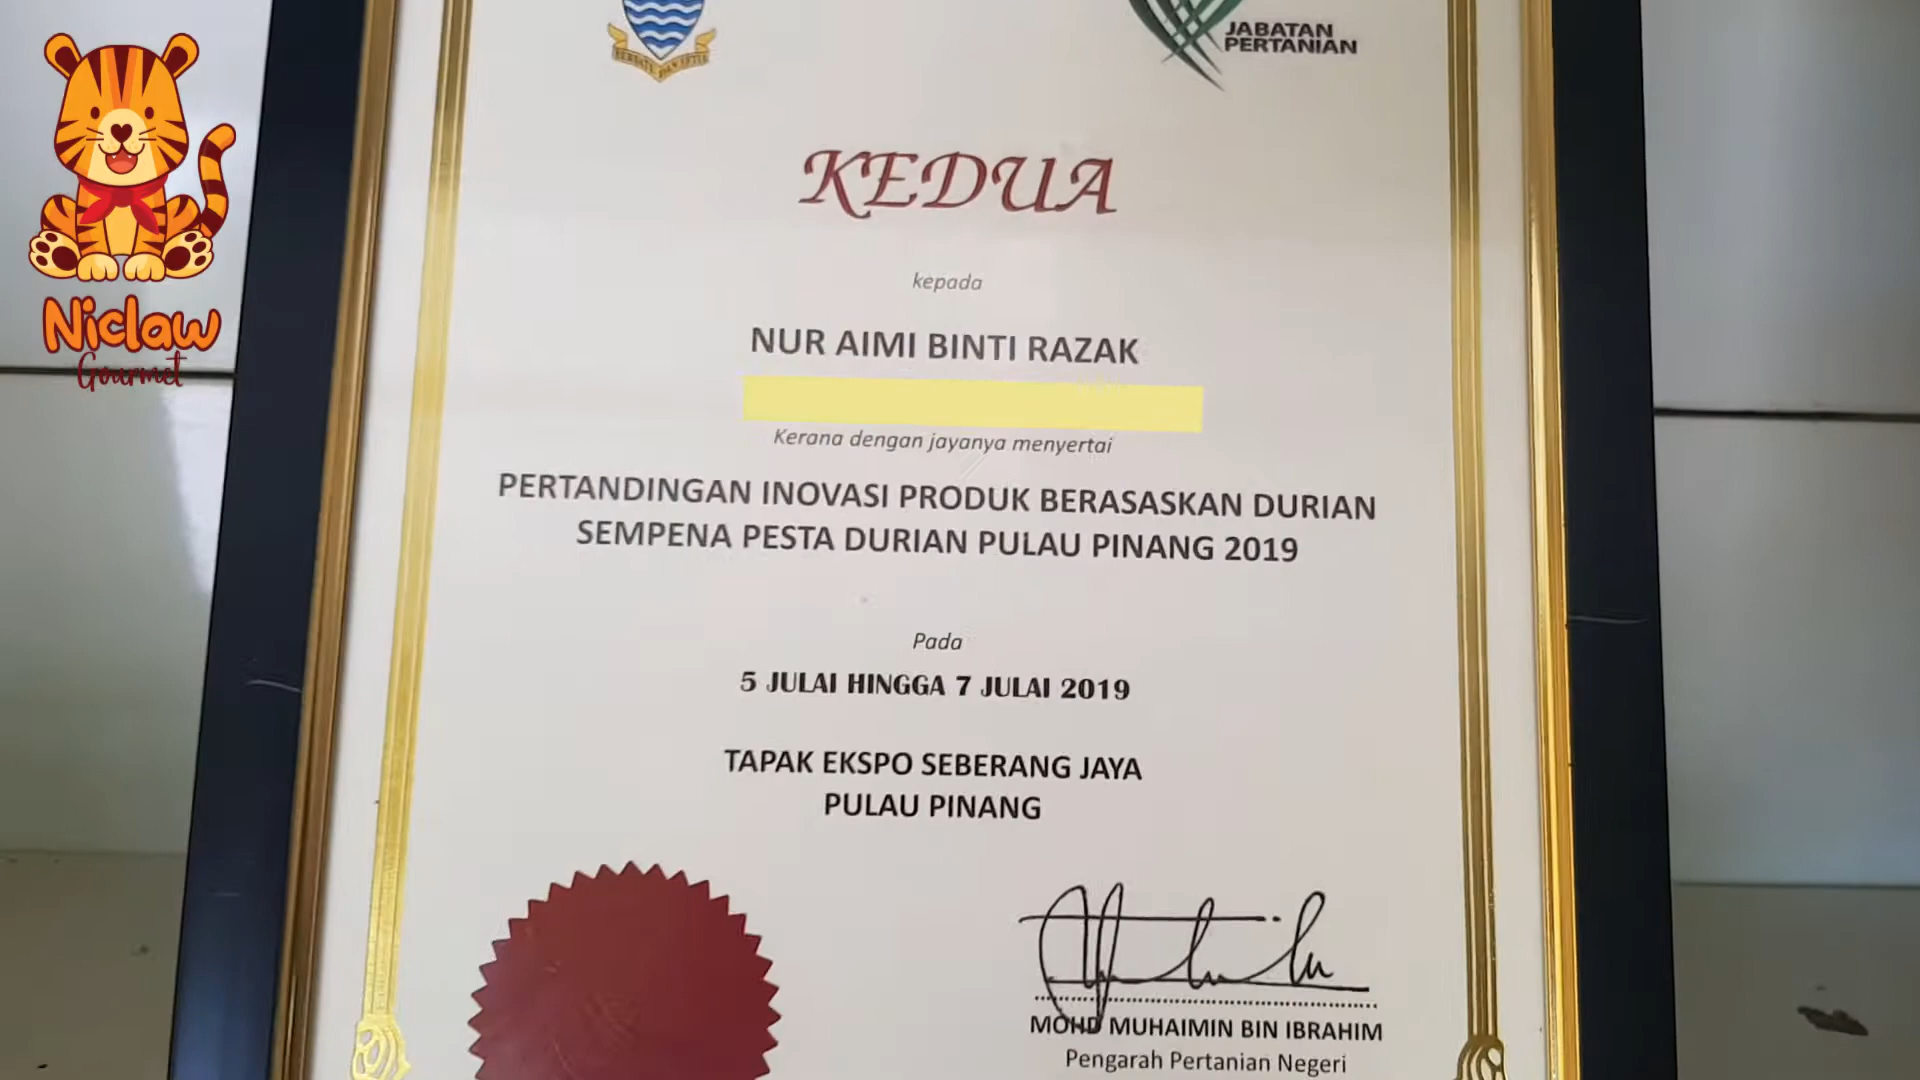 JABATAN
PERTANIAN
Niclaw
Gourmet
KEDUA
kepada
NUR AIMI BINTI RAZAK
Kerana dengan jayanya menyertai
PERTANDINGAN INOVASI PRODUK BERASASKAN DURIAN
SEMPENA PESTA DURIAN PULAU PINANG 2019
Pada
5 JULAI HINGGA 7 JULAI 2019
TAPAK EKSPO SEBERANG JAYA
PULAU PINANG
MOHD MUHAIMIN BIN IBRAHIM
Pengarah Pertanian Negeri